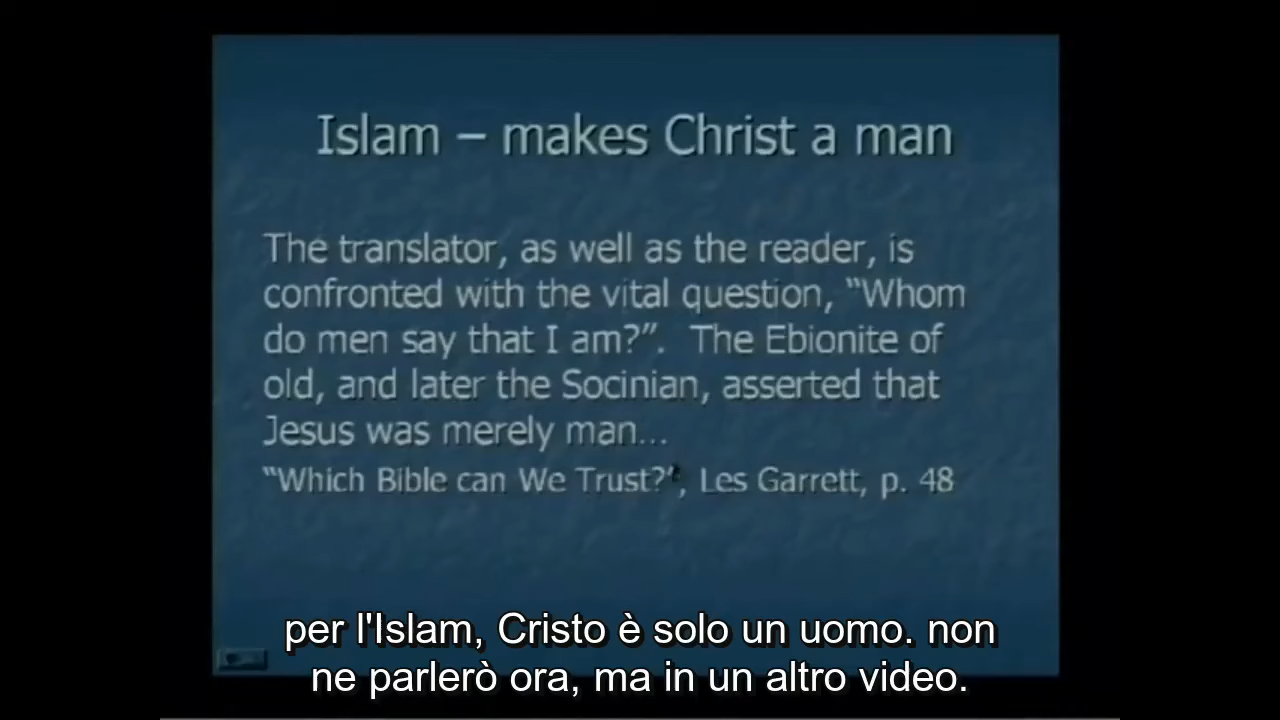 Islam – makes Christ a man
The translator, as well as the reader, is
confronted with the vital question, “Whom
do men say that I am?”.  The Ebionite of
old, and later the Socinian, asserted that
Jesus was merely man...
“Which Bible can We Trust?”, Les Garrett, p. 48
per l'Islam, Cristo è solo un uomo. non
ne parlerò ora, ma in un altro video.